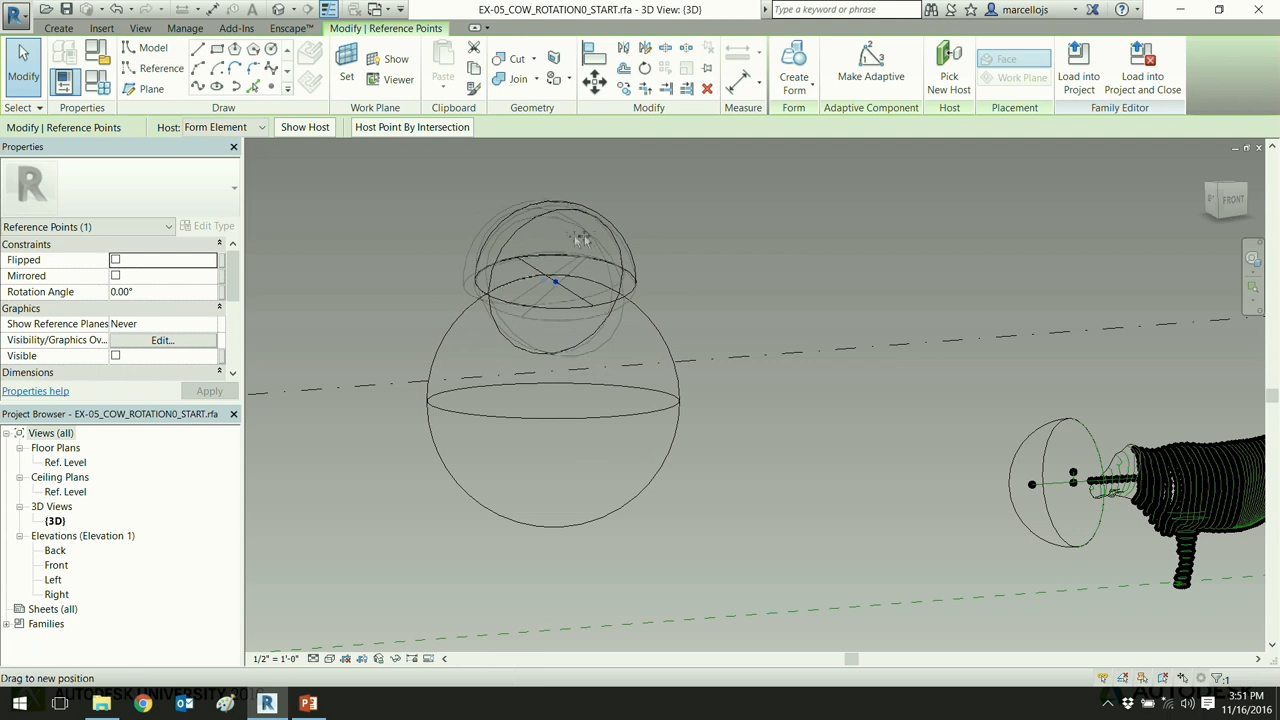 EX-05_COW_ROTATION0_START.rfa - 3D View: {3D}
Type a keyword or phrase
marcellojs
Create
Insert
View
Manage
Add-Ins
Enscape™
Modify | Reference Points
Modify
Model
Reference
Plane
Set
Show
Viewer
Paste
Cut
Join
Create
Form
Make Adaptive
Pick
New Host
Face
Work Plane
Load into
Project
Load into
Project and Close
Select
Properties
Draw
Work Plane
Clipboard
Geometry
Modify
Measure
Form
Adaptive Component
Host
Placement
Family Editor
Modify | Reference Points
Host: Form Element
Show Host
Host Point By Intersection
Properties
Reference Points (1)
Edit Type
Constraints
Flipped
Mirrored
Rotation Angle
0.00°
Graphics
Show Reference Planes
Never
Visibility/Graphics Ov...
Edit...
Visible
Dimensions
Properties help
Apply
Project Browser - EX-05_COW_ROTATION0_START.rfa
Views (all)
Floor Plans
Ref. Level
Ceiling Plans
Ref. Level
3D Views
{3D}
Elevations (Elevation 1)
Back
Front
Left
Right
Sheets (all)
Families
FRONT
1/2" = 1'-0"
Drag to new position
:1
AUTODESK UNIVERSITY
3:51 PM
11/16/2016